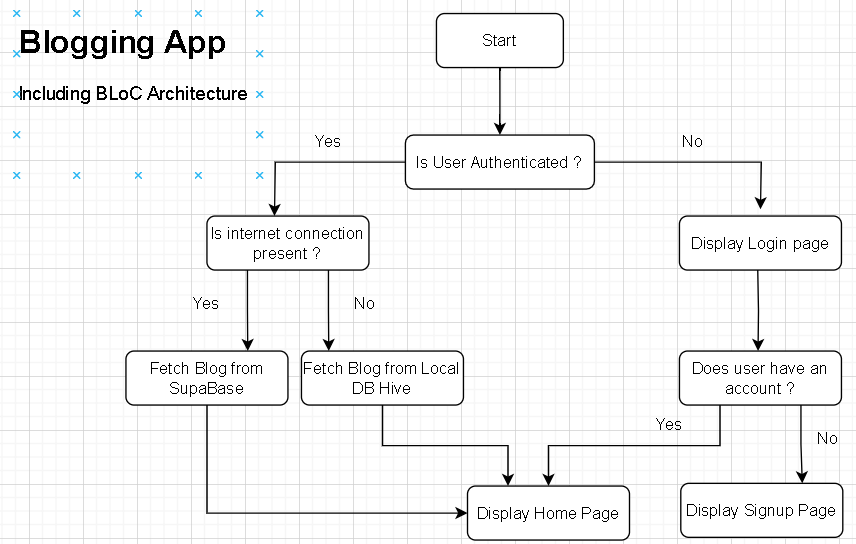 Blogging App
Including BLoC Architecture
Start
Is User Authenticated ?
Yes
No
Is internet connection
present ?
Display Login page
Yes
No
Fetch Blog from
SupaBase
Fetch Blog from Local
DB Hive
Does user have an
account ?
Yes
No
Display Home Page
Display Signup Page